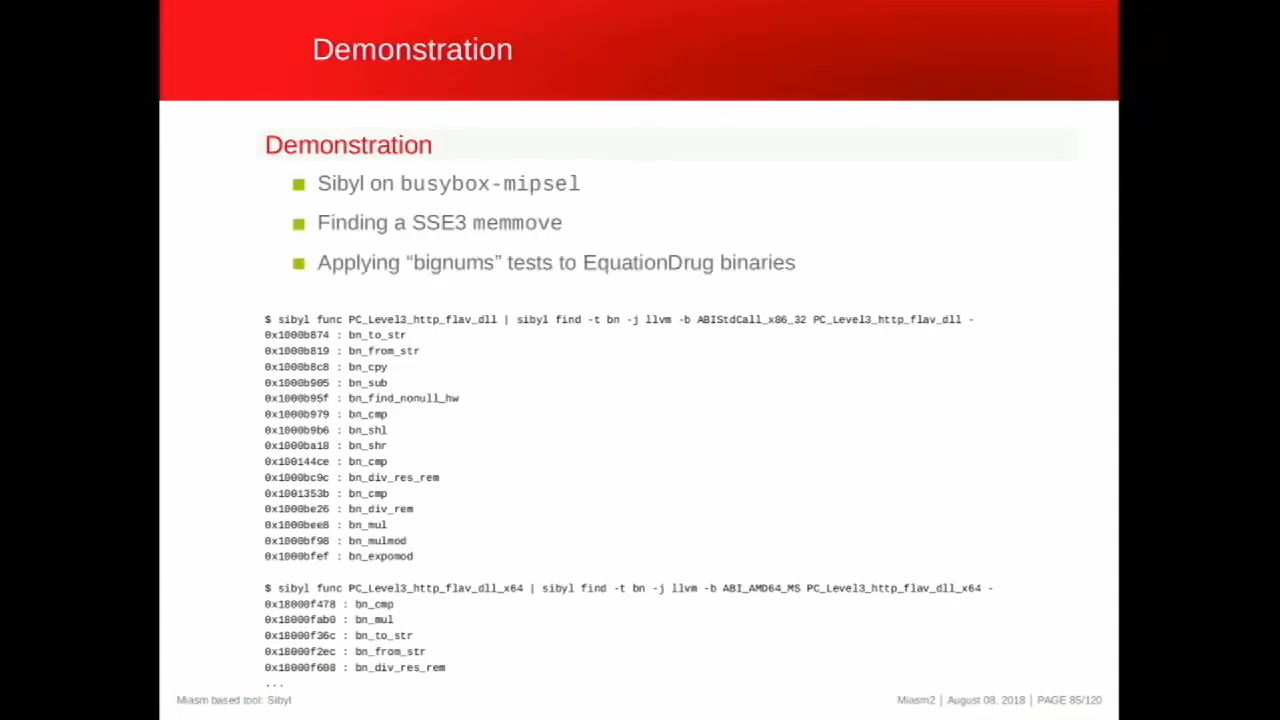 Demonstration
Demonstration
Sibyl on busybox-mipsel
Finding a SSE3 memmove
Applying “bignums” tests to EquationDrug binaries
$ sibyl func PC_Level3_http_flav_dll | sibyl find -t bn -j llvm -b ABIStdCall_x86_32 PC_Level3_http_flav_dll -
0x1000b874 : bn_to_str
0x1000b819 : bn_from_str
0x1000b8c8 : bn_cpy
0x1000b905 : bn_sub
0x1000b95f : bn_find_nonull_hw
0x1000b979 : bn_cmp
0x1000b9b6 : bn_shl
0x1000ba18 : bn_shr
0x100144ce : bn_cmp
0x1000bc9c : bn_div_res_rem
0x1001353b : bn_cmp
0x1000be26 : bn_div_rem
0x1000bee8 : bn_mul
0x1000bf98 : bn_mulmod
0x1000bfef : bn_expomod
$ sibyl func PC_Level3_http_flav_dll_x64 | sibyl find -t bn -j llvm -b ABI_AMD64_MS PC_Level3_http_flav_dll_x64 -
0x18000f478 : bn_cmp
0x18000fab0 : bn_mul
0x18000f36c : bn_to_str
0x18000f2ec : bn_from_str
0x18000f608 : bn_div_res_rem
...
Miasm based tool: Sibyl
Miasm2 | August 08, 2018 | PAGE 85/120